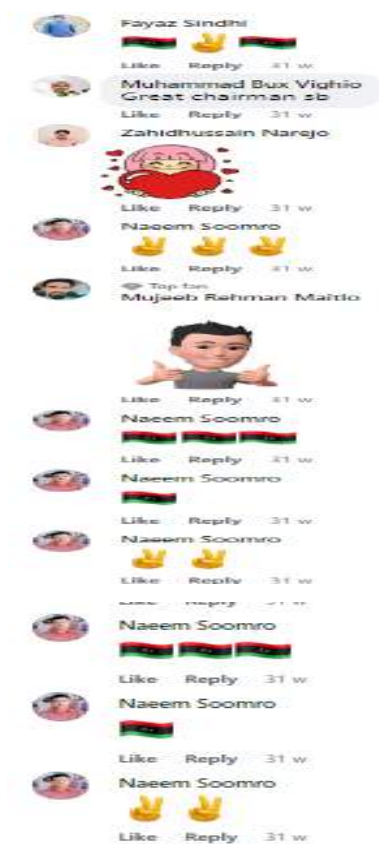 Fayaz Sindhi
🇱🇾 ✌️ 🇱🇾
Like Reply 31 w
Muhammad Bux Vighio
Great chairman sb
Like Reply 31 w
Zahidhussain Narejo
Like Reply 31 w
Naeem Soomro
✌️ ✌️ ✌️
Like Reply 31 w
Top fan
Mujeeb Rehman Maitlo
Like Reply 31 w
Naeem Soomro
🇱🇾🇱🇾🇱🇾
Like Reply 31 w
Naeem Soomro
🇱🇾
Like Reply 31 w
Naeem Soomro
✌️ ✌️
Like Reply 31 w
Like Reply 31 w
Naeem Soomro
🇱🇾🇱🇾🇱🇾
Like Reply 31 w
Naeem Soomro
🇱🇾
Like Reply 31 w
Naeem Soomro
✌️ ✌️
Like Reply 31 w